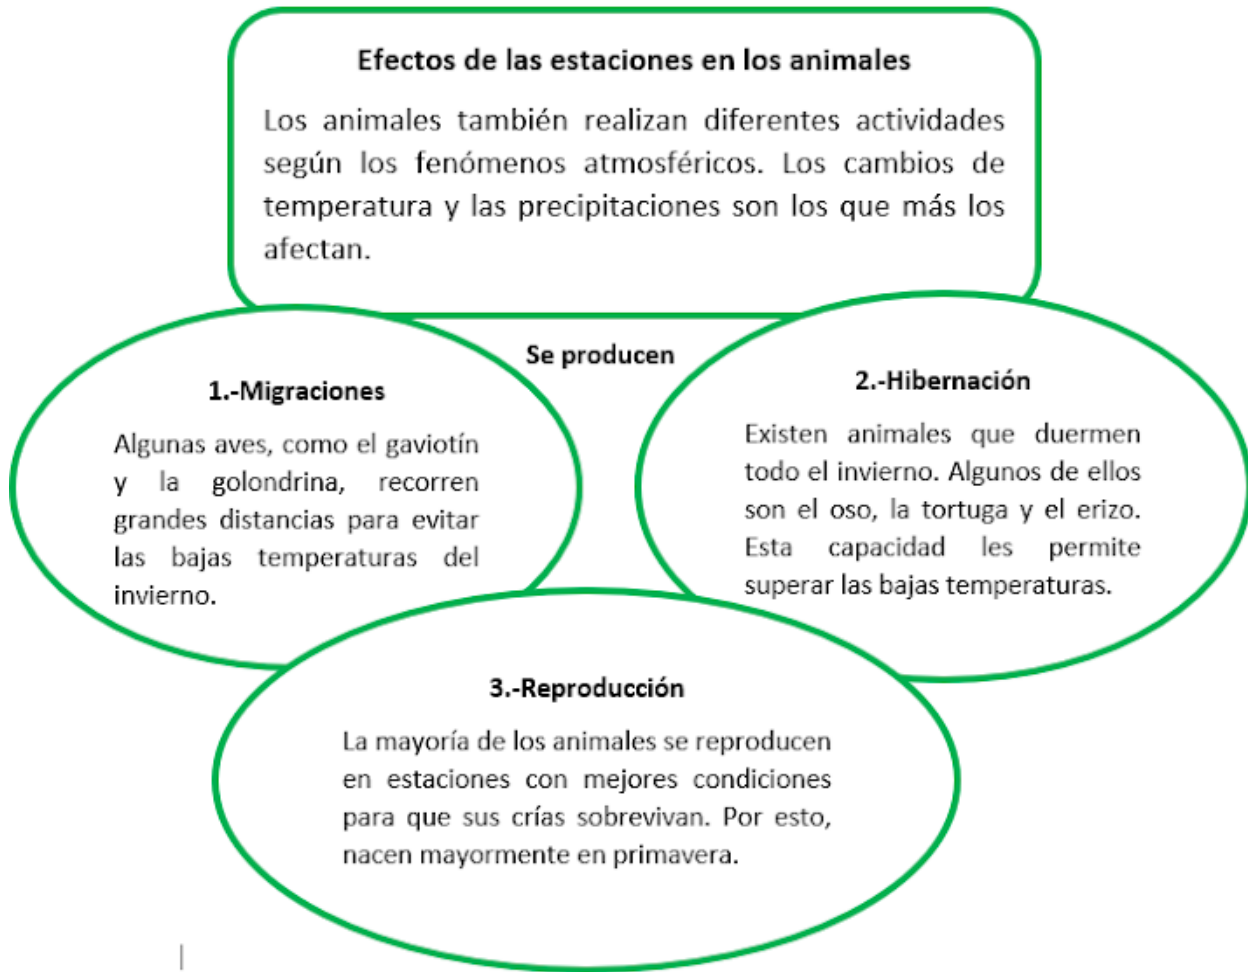 Efectos de las estaciones en los animales
Los animales también realizan diferentes actividades
según los fenómenos atmosféricos. Los cambios de
temperatura y las precipitaciones son los que más los
afectan.
Se producen
1.-Migraciones
Algunas aves, como el gaviotín
y la golondrina, recorren
grandes distancias para evitar
las bajas temperaturas del
invierno.
2.-Hibernación
Existen animales que duermen
todo el invierno. Algunos de ellos
son el oso, la tortuga y el erizo.
Esta capacidad les permite
superar las bajas temperaturas.
3.-Reproducción
La mayoría de los animales se reproducen
en estaciones con mejores condiciones
para que sus crías sobrevivan. Por esto,
nacen mayormente en primavera.